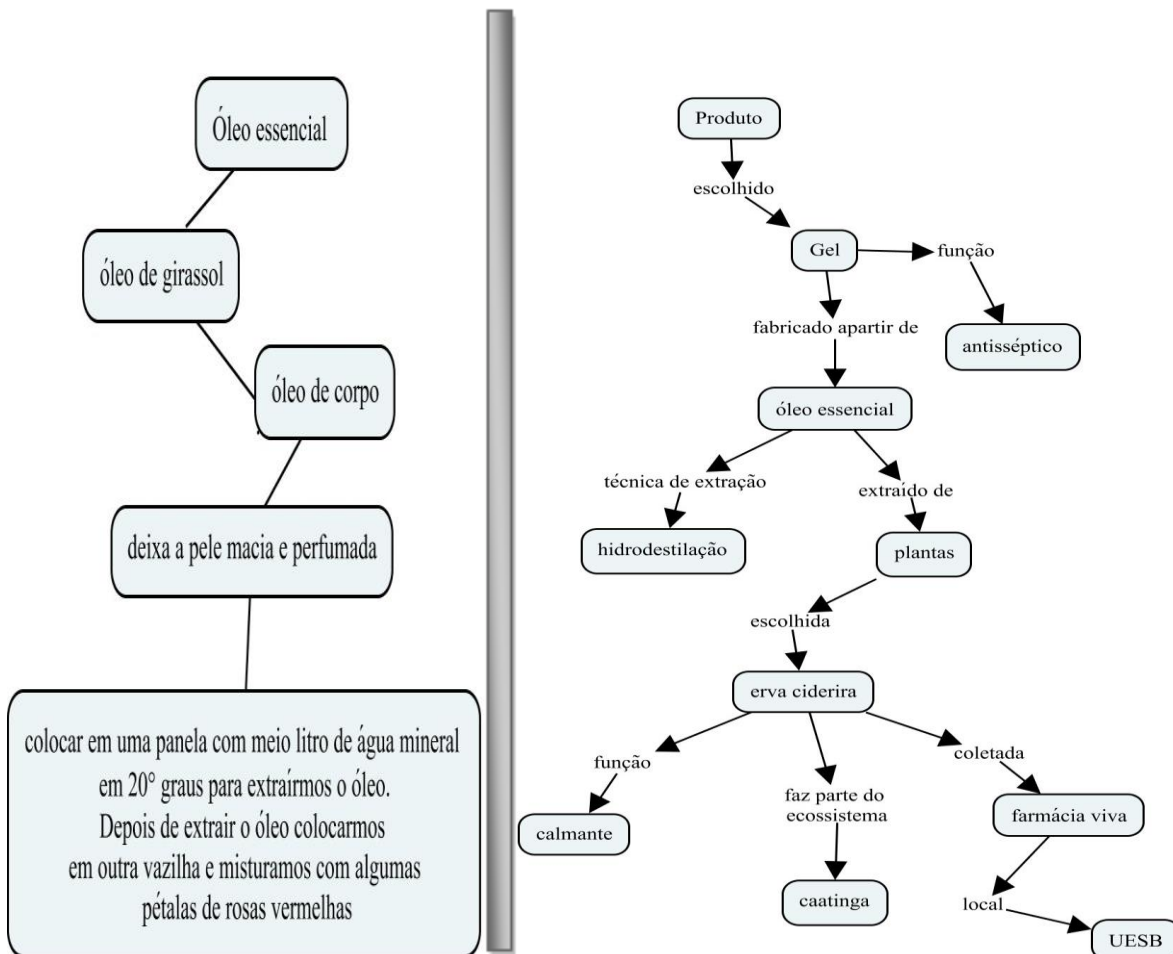 Óleo essencial
óleo de girassol
óleo de corpo
deixa a pele macia e perfumada
colocar em uma panela com meio litro de água mineral
em 20° graus para extraírmos o óleo.
Depois de extrair o óleo colocarmos
em outra vazilha e misturamos com algumas
pétalas de rosas vermelhas
Produto
escolhido
Gel
função
fabricado apartir de
antisséptico
óleo essencial
técnica de extração
extraído de
hidrodestilação
plantas
escolhida
erva ciderira
função
faz parte do
ecossistema
coletada
calmante
caatinga
farmácia viva
local
UESB